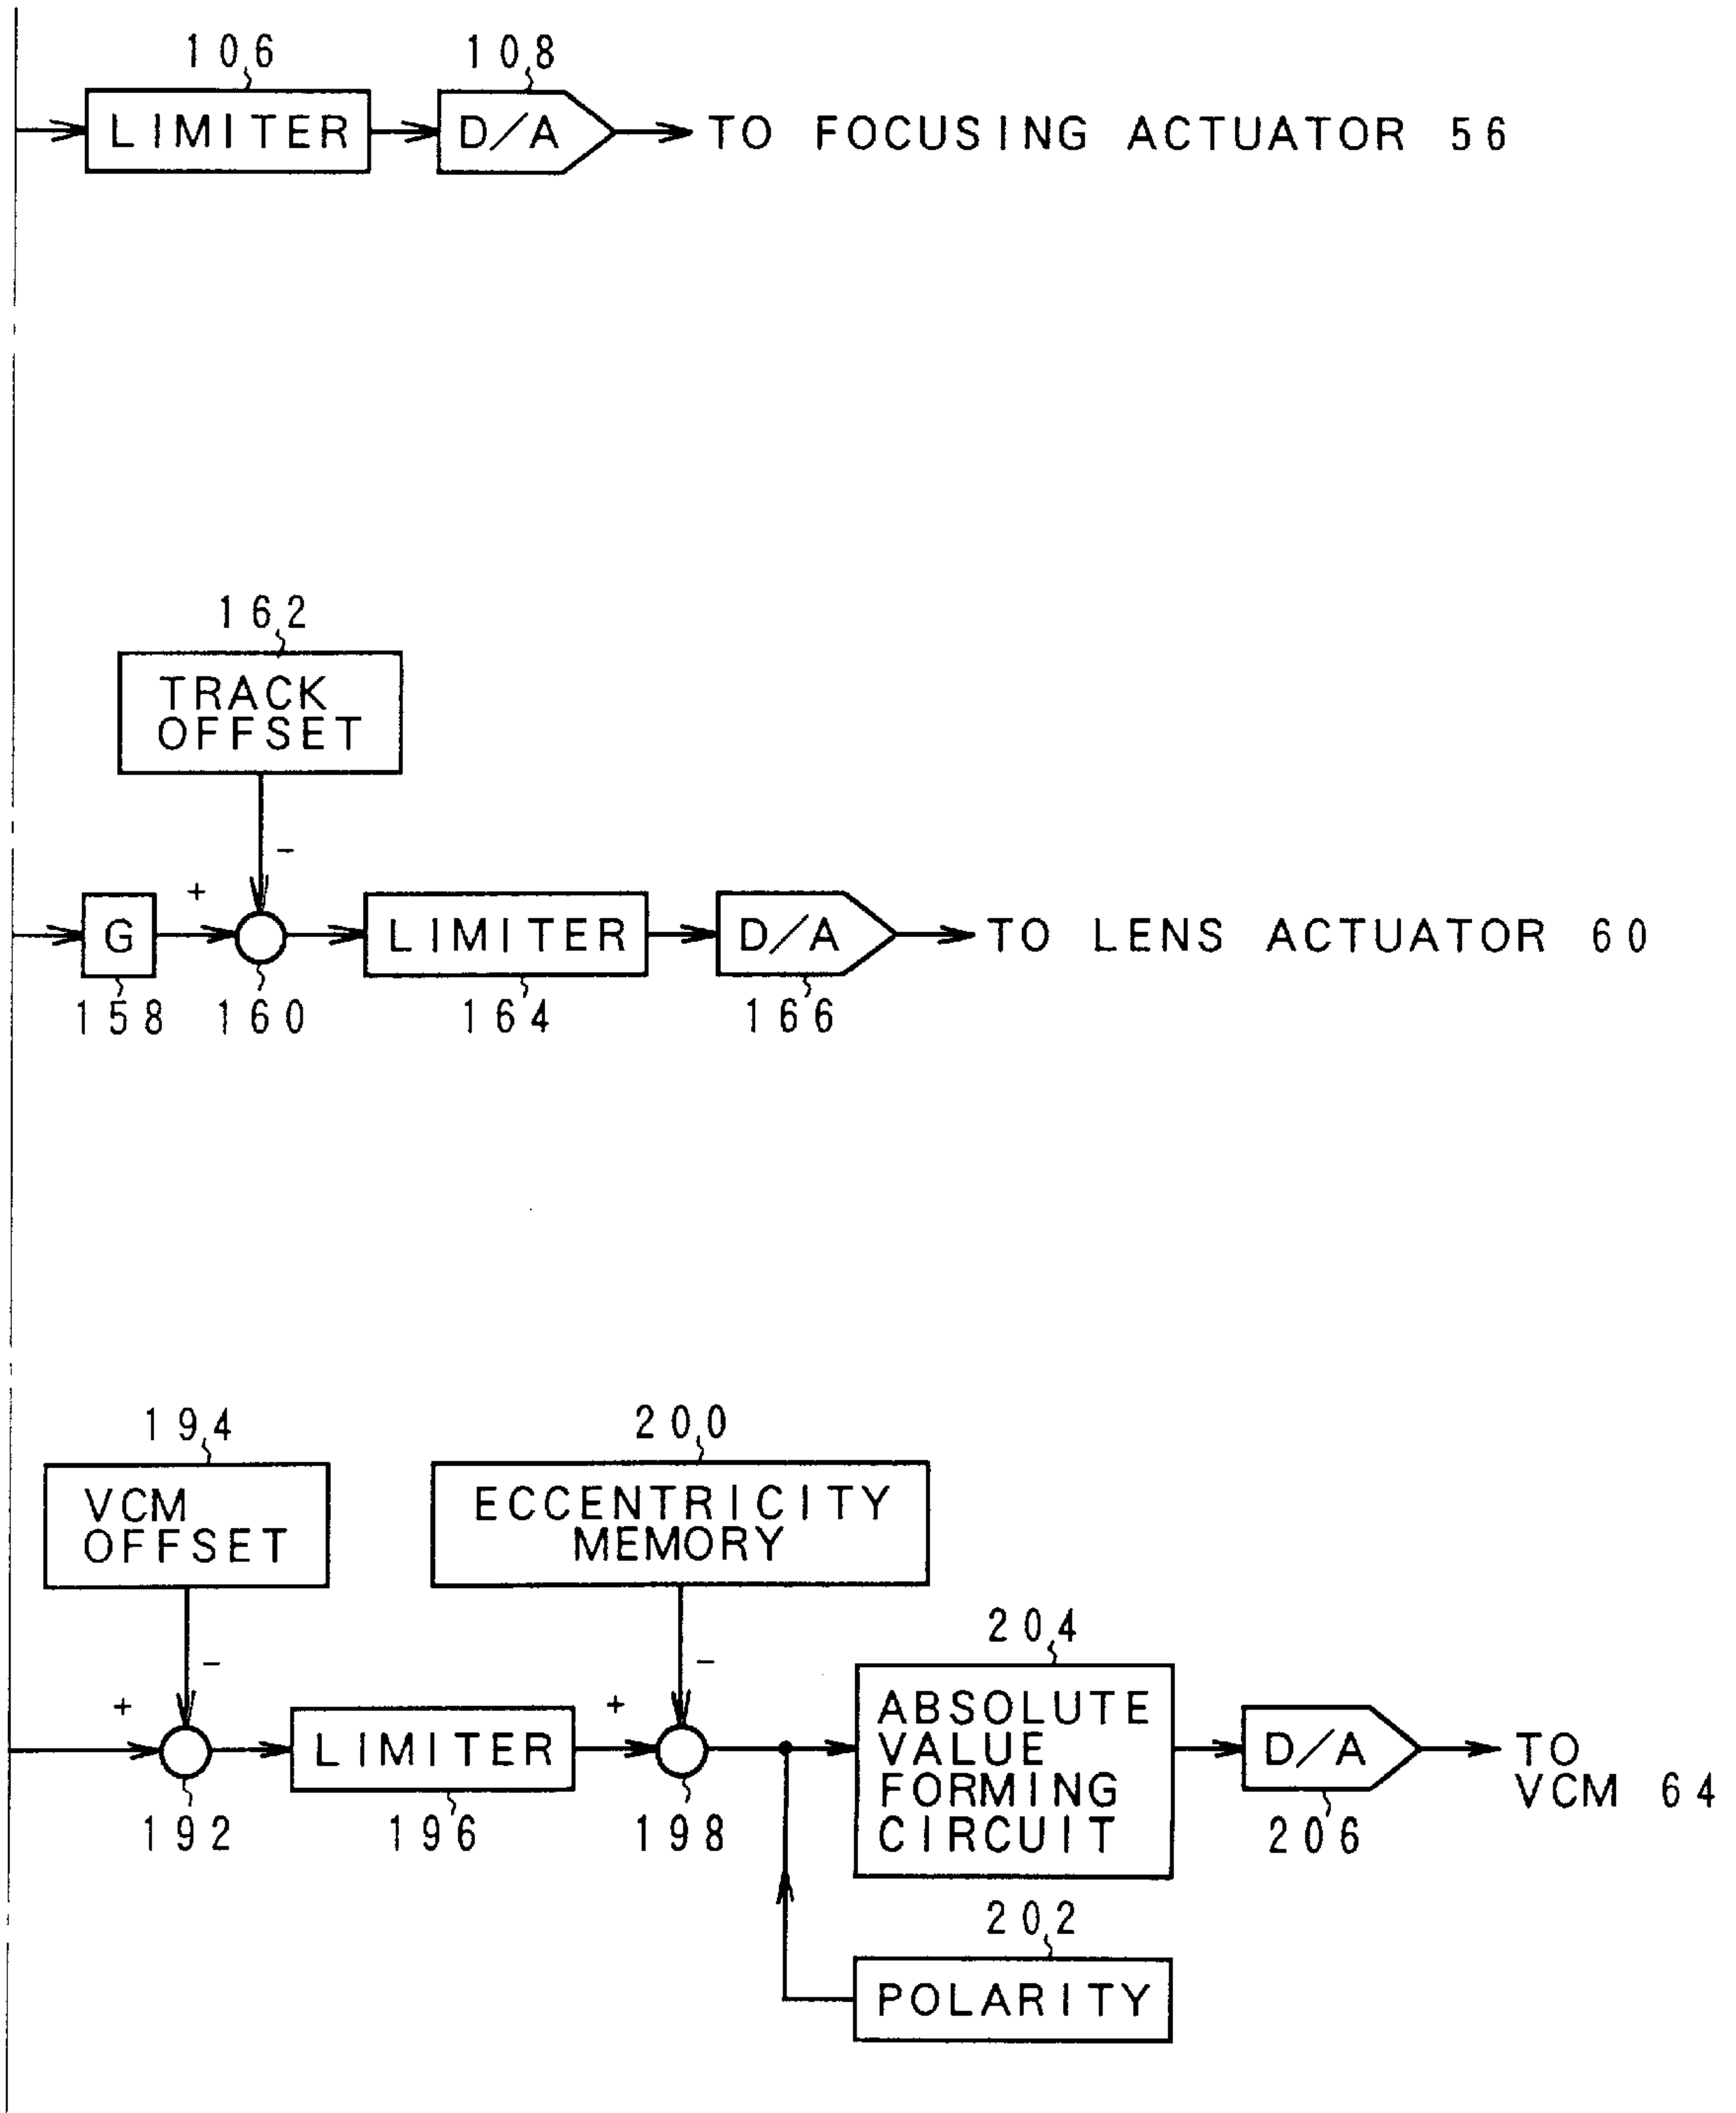 106
108
LIMITER
D/A
TO FOCUSING ACTUATOR 56
162
TRACK
OFFSET
−
+
G
LIMITER
D/A
TO LENS ACTUATOR 60
158
160
164
166
194
200
VCM
OFFSET
ECCENTRICITY
MEMORY
−
−
204
+
+
LIMITER
ABSOLUTE
VALUE
FORMING
CIRCUIT
D/A
TO
VCM 64
192
196
198
206
202
POLARITY